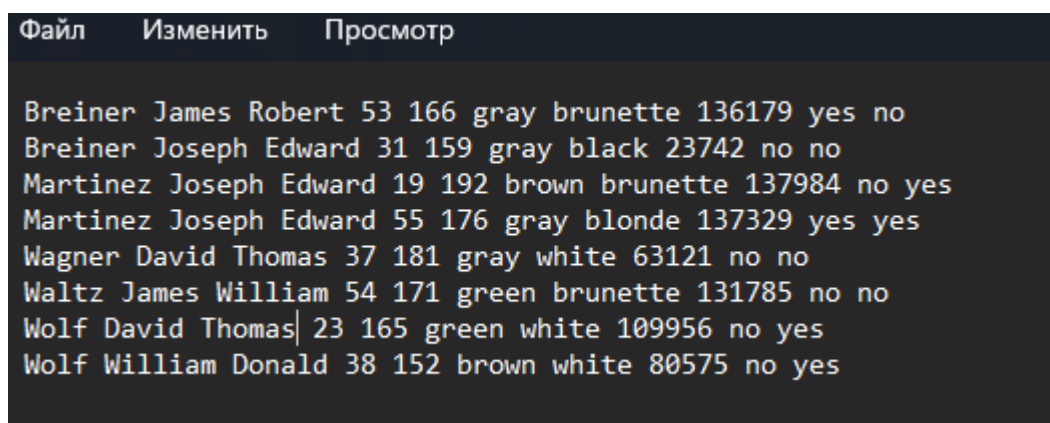 Файл Изменить Просмотр
Breiner James Robert 53 166 gray brunette 136179 yes no
Breiner Joseph Edward 31 159 gray black 23742 no no
Martinez Joseph Edward 19 192 brown brunette 137984 no yes
Martinez Joseph Edward 55 176 gray blonde 137329 yes yes
Wagner David Thomas 37 181 gray white 63121 no no
Waltz James William 54 171 green brunette 131785 no no
Wolf David Thomas 23 165 green white 109956 no yes
Wolf William Donald 38 152 brown white 80575 no yes